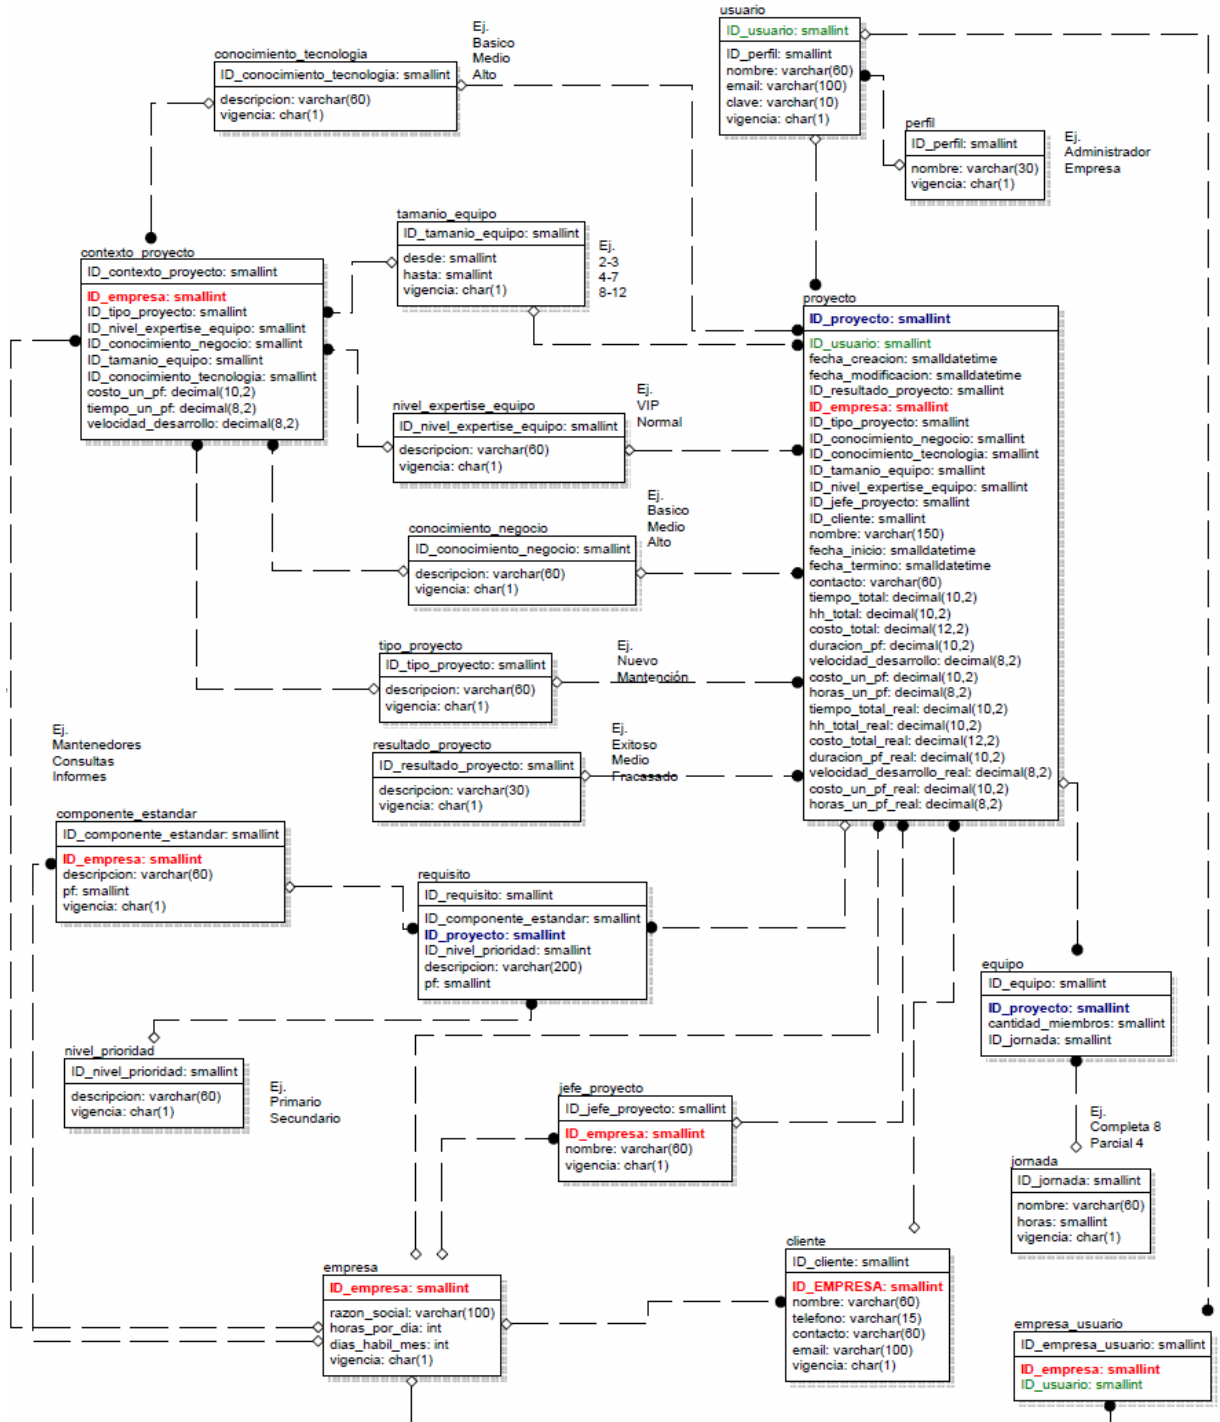 usuario
ID_usuario: smallint
ID_perfil: smallint
nombre: varchar(60)
email: varchar(100)
clave: varchar(10)
vigencia: char(1)
Ej.
Basico
Medio
Alto
conocimiento_tecnologia
ID_conocimiento_tecnologia: smallint
descripcion: varchar(60)
vigencia: char(1)
perfil
ID_perfil: smallint
nombre: varchar(30)
vigencia: char(1)
Ej.
Administrador
Empresa
tamanio_equipo
ID_tamanio_equipo: smallint
desde: smallint
hasta: smallint
vigencia: char(1)
Ej.
2-3
4-7
8-12
contexto_proyecto
ID_contexto_proyecto: smallint
ID_empresa: smallint
ID_tipo_proyecto: smallint
ID_nivel_expertise_equipo: smallint
ID_conocimiento_negocio: smallint
ID_tamanio_equipo: smallint
ID_conocimiento_tecnologia: smallint
costo_un_pf: decimal(10,2)
tiempo_un_pf: decimal(8,2)
velocidad_desarrollo: decimal(8,2)
proyecto
ID_proyecto: smallint
ID_usuario: smallint
fecha_creacion: smalldatetime
fecha_modificacion: smalldatetime
ID_resultado_proyecto: smallint
ID_empresa: smallint
ID_tipo_proyecto: smallint
ID_conocimiento_negocio: smallint
ID_conocimiento_tecnologia: smallint
ID_tamanio_equipo: smallint
ID_nivel_expertise_equipo: smallint
ID_jefe_proyecto: smallint
ID_cliente: smallint
nombre: varchar(150)
fecha_inicio: smalldatetime
fecha_termino: smalldatetime
contacto: varchar(60)
tiempo_total: decimal(10,2)
hh_total: decimal(10,2)
costo_total: decimal(12,2)
duracion_pf: decimal(10,2)
velocidad_desarrollo: decimal(8,2)
costo_un_pf: decimal(10,2)
horas_un_pf: decimal(8,2)
tiempo_total_real: decimal(10,2)
hh_total_real: decimal(10,2)
costo_total_real: decimal(12,2)
duracion_pf_real: decimal(10,2)
velocidad_desarrollo_real: decimal(8,2)
costo_un_pf_real: decimal(10,2)
horas_un_pf_real: decimal(8,2)
Ej.
VIP
Normal
nivel_expertise_equipo
ID_nivel_expertise_equipo: smallint
descripcion: varchar(60)
vigencia: char(1)
Ej.
Basico
Medio
Alto
conocimiento_negocio
ID_conocimiento_negocio: smallint
descripcion: varchar(60)
vigencia: char(1)
tipo_proyecto
ID_tipo_proyecto: smallint
descripcion: varchar(60)
vigencia: char(1)
Ej.
Nuevo
Mantención
Ej.
Exitoso
Medio
Fracasado
resultado_proyecto
ID_resultado_proyecto: smallint
descripcion: varchar(30)
vigencia: char(1)
Ej.
Mantenedores
Consultas
Informes
componente_estandar
ID_componente_estandar: smallint
ID_empresa: smallint
descripcion: varchar(60)
pf: smallint
vigencia: char(1)
requisito
ID_requisito: smallint
ID_componente_estandar: smallint
ID_proyecto: smallint
ID_nivel_prioridad: smallint
descripcion: varchar(200)
pf: smallint
equipo
ID_equipo: smallint
ID_proyecto: smallint
cantidad_miembros: smallint
ID_jornada: smallint
nivel_prioridad
ID_nivel_prioridad: smallint
descripcion: varchar(60)
vigencia: char(1)
Ej.
Primario
Secundario
jefe_proyecto
ID_jefe_proyecto: smallint
ID_empresa: smallint
nombre: varchar(60)
vigencia: char(1)
Ej.
Completa 8
Parcial 4
jornada
ID_jornada: smallint
nombre: varchar(60)
horas: smallint
vigencia: char(1)
empresa
ID_empresa: smallint
razon_social: varchar(100)
horas_por_dia: int
dias_habil_mes: int
vigencia: char(1)
cliente
ID_cliente: smallint
ID_EMPRESA: smallint
nombre: varchar(60)
telefono: varchar(15)
contacto: varchar(60)
email: varchar(100)
vigencia: char(1)
empresa_usuario
ID_empresa_usuario: smallint
ID_empresa: smallint
ID_usuario: smallint